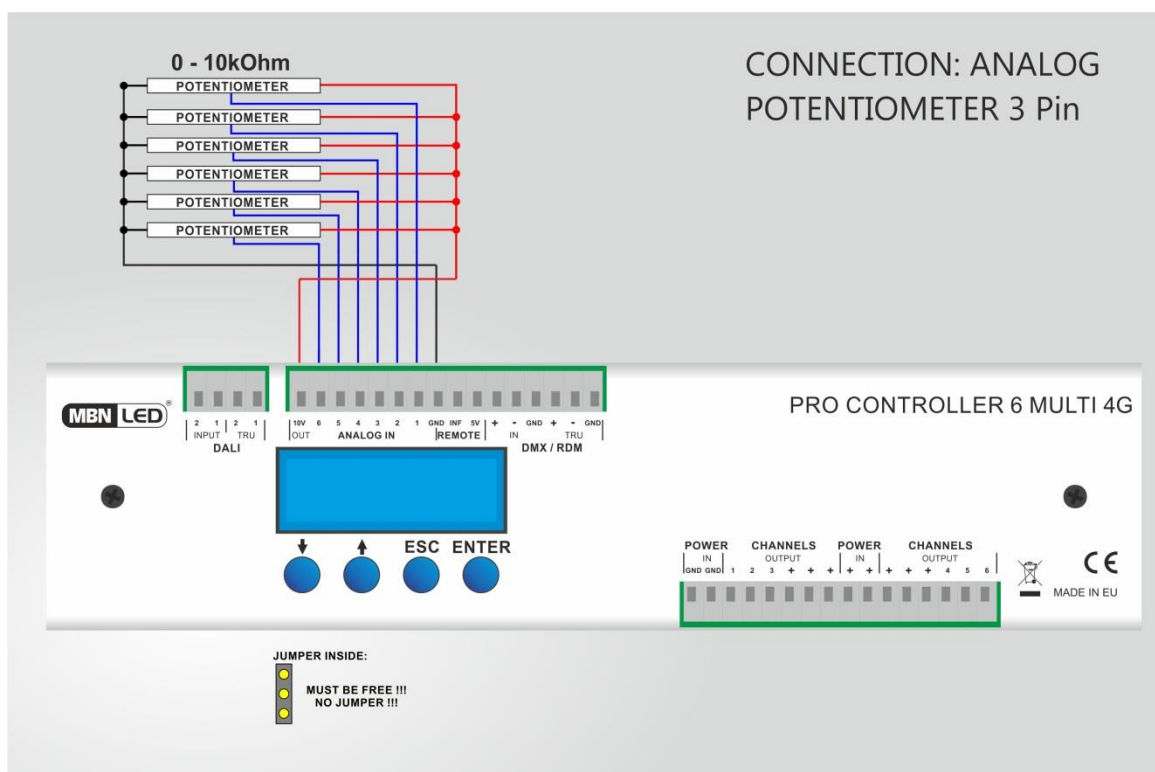 0 - 10kOhm
POTENTIOMETER
POTENTIOMETER
POTENTIOMETER
POTENTIOMETER
POTENTIOMETER
POTENTIOMETER
CONNECTION: ANALOG
POTENTIOMETER 3 Pin
MBN LED®
PRO CONTROLLER 6 MULTI 4G
2 1 2 1
INPUT TRU
DALI
10V 6 5 4 3 2 1 GND INF 5V + - GND + - GND
OUT ANALOG IN REMOTE IN TRU
DMX / RDM
ESC ENTER
POWER CHANNELS POWER CHANNELS
IN OUTPUT IN OUTPUT
GND GND 1 2 3 + + + + + + + + 4 5 6
CE
MADE IN EU
JUMPER INSIDE:
MUST BE FREE !!!
NO JUMPER !!!